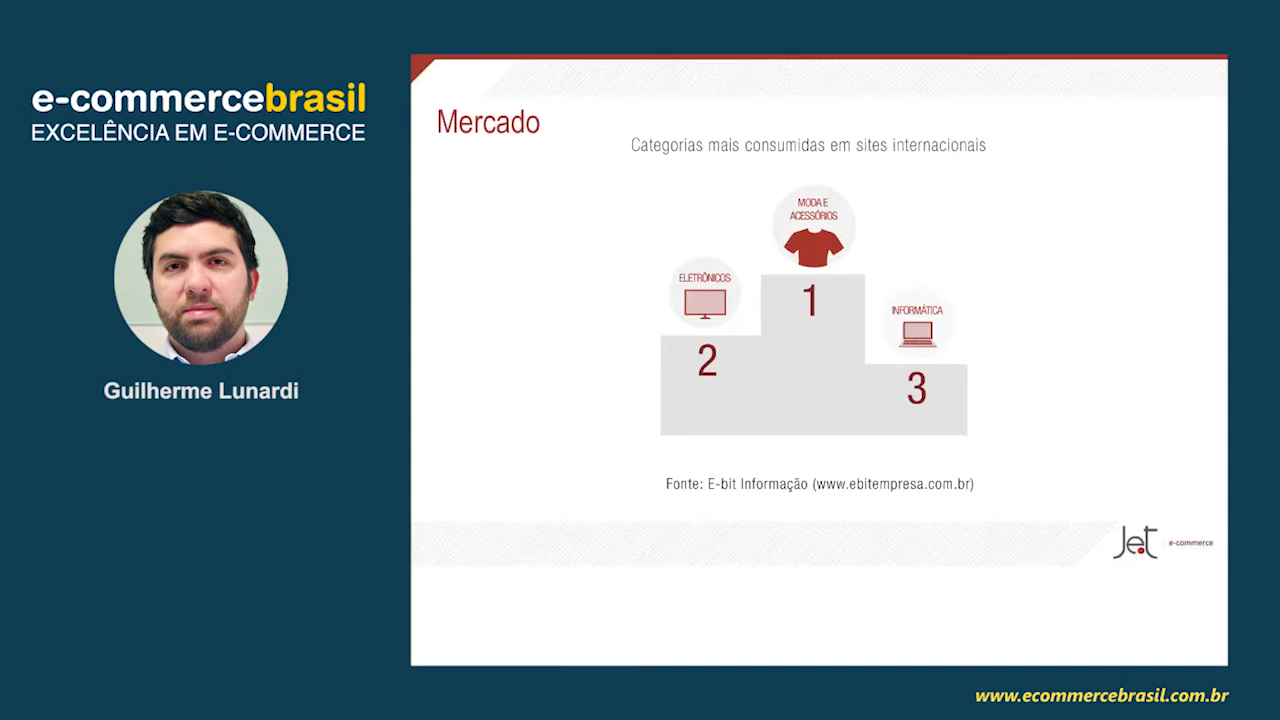 e-commercebrasil
EXCELÊNCIA EM E-COMMERCE
Guilherme Lunardi
Mercado
Categorias mais consumidas em sites internacionais
MODA E
ACESSÓRIOS
1
ELETRÔNICOS
2
INFORMÁTICA
3
Fonte: E-bit Informação (www.ebitempresa.com.br)
Jet e-commerce
www.ecommercebrasil.com.br